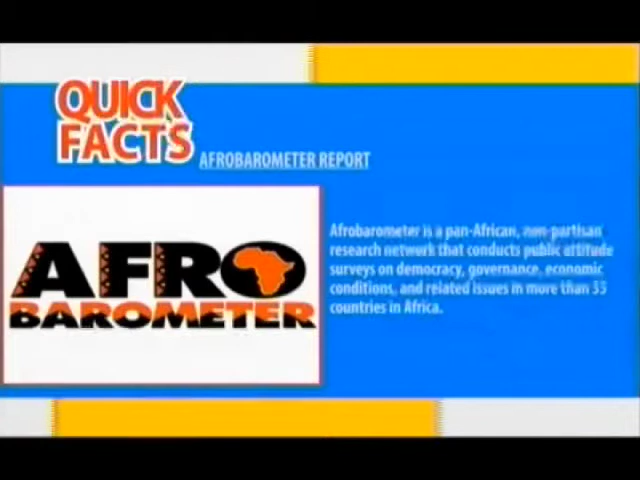 QUICK
FACTS
AFROBAROMETER REPORT
AFRO
BAROMETER
Afrobarometer is a pan-African, non-partisan
research network that conducts public attitude
surveys on democracy, governance, economic
conditions, and related issues in more than 35
countries in Africa.